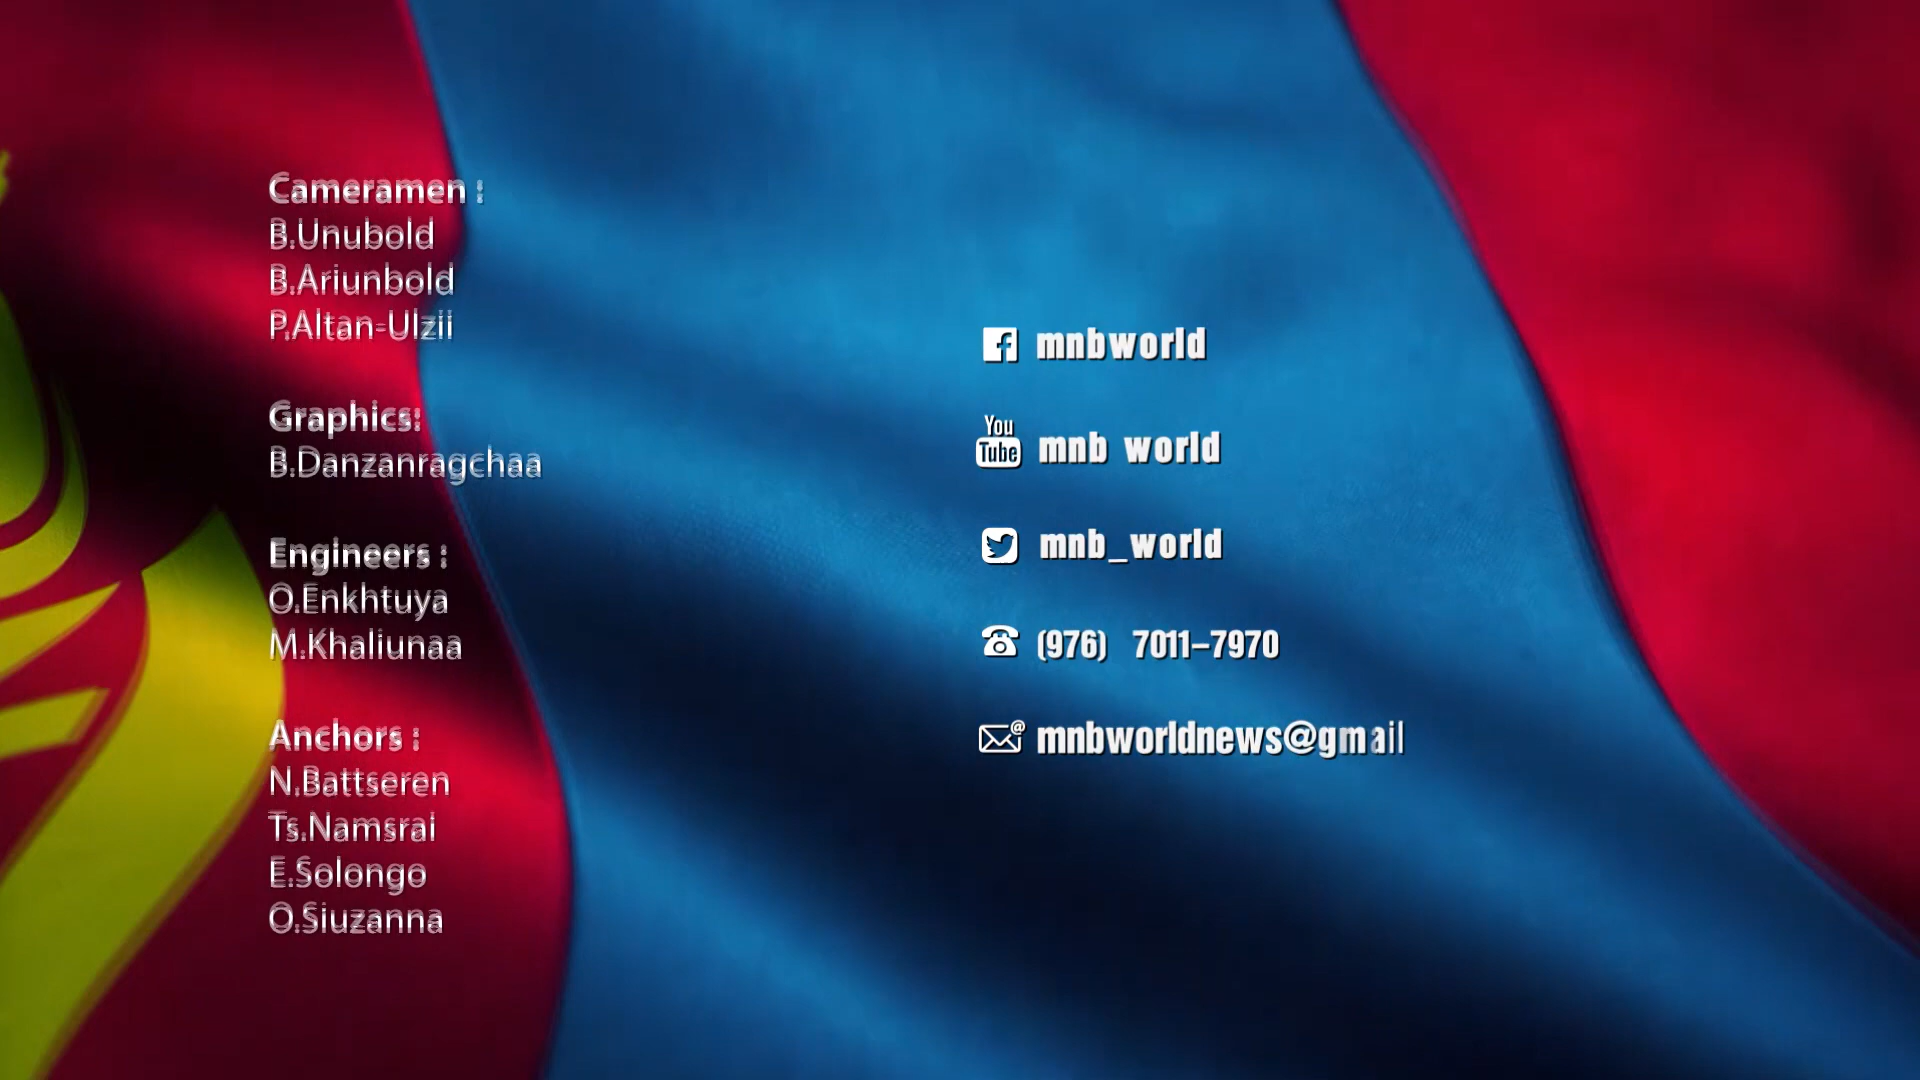 Cameramen :
B.Unubold
B.Ariunbold
P.Altan-Ulzii
Graphics:
B.Danzanragchaa
Engineers :
O.Enkhtuya
M.Khaliunaa
Anchors :
N.Battseren
Ts.Namsrai
E.Solongo
O.Siuzanna
mnbworld
You
Tube
mnb world
mnb_world
(976) 7011-7970
mnbworldnews@gmail